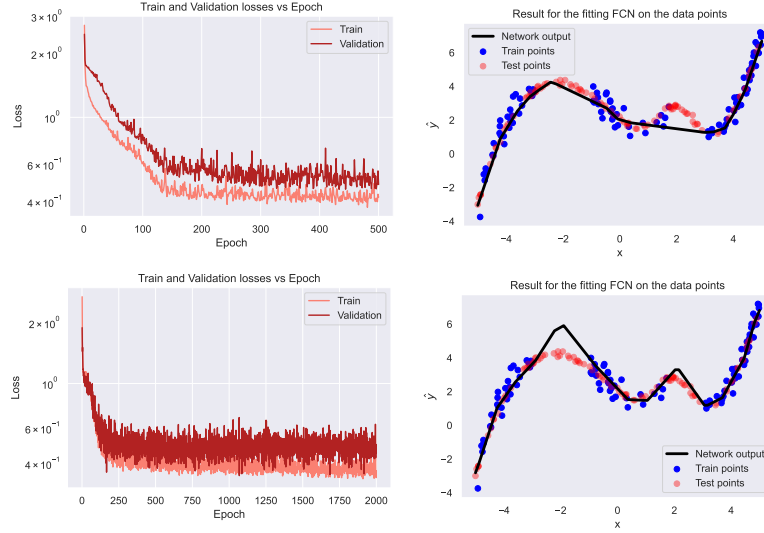 Train and Validation losses vs Epoch
3 × 10⁰
2 × 10⁰
10⁰
6 × 10⁻¹
4 × 10⁻¹
Loss
0 100 200 300 400 500
Epoch
Train
Validation
Result for the fitting FCN on the data points
6
4
2
0
−2
−4
ŷ
−4 −2 0 2 4
x
Network output
Train points
Test points
Train and Validation losses vs Epoch
2 × 10⁰
10⁰
6 × 10⁻¹
4 × 10⁻¹
Loss
0 250 500 750 1000 1250 1500 1750 2000
Epoch
Train
Validation
Result for the fitting FCN on the data points
6
4
2
0
−2
−4
ŷ
−4 −2 0 2 4
x
Network output
Train points
Test points